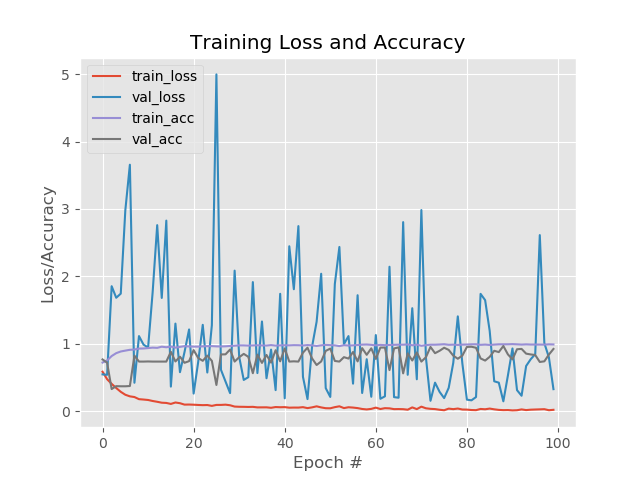 Training Loss and Accuracy
train_loss
val_loss
train_acc
val_acc
5
4
3
2
1
0
Loss/Accuracy
0 20 40 60 80 100
Epoch #